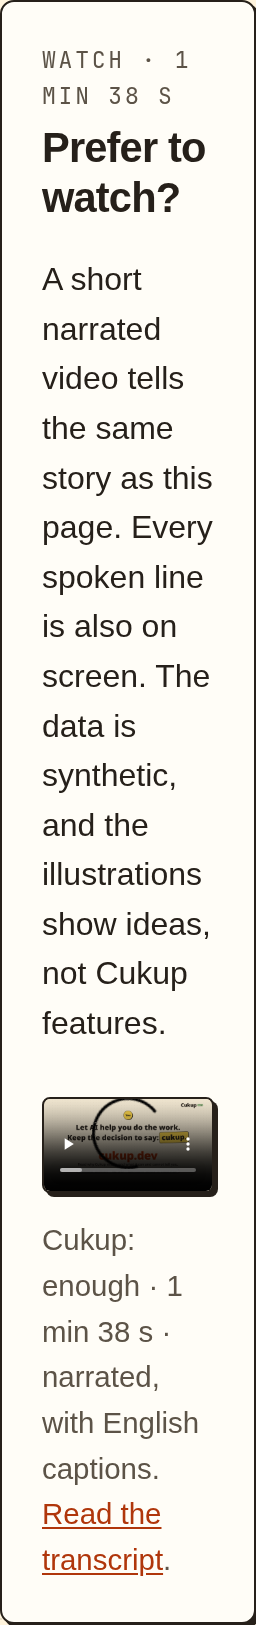 WATCH · 1
MIN 38 S
Prefer to
watch?
A short
narrated
video tells
the same
story as this
page. Every
spoken line
is also on
screen. The
data is
synthetic,
and the
illustrations
show ideas,
not Cukup
features.
Cukup
Let AI help you do the work.
Keep the decision to say: cukup
cukup.dev
Cukup:
enough · 1
min 38 s ·
narrated,
with English
captions.
Read the
transcript.